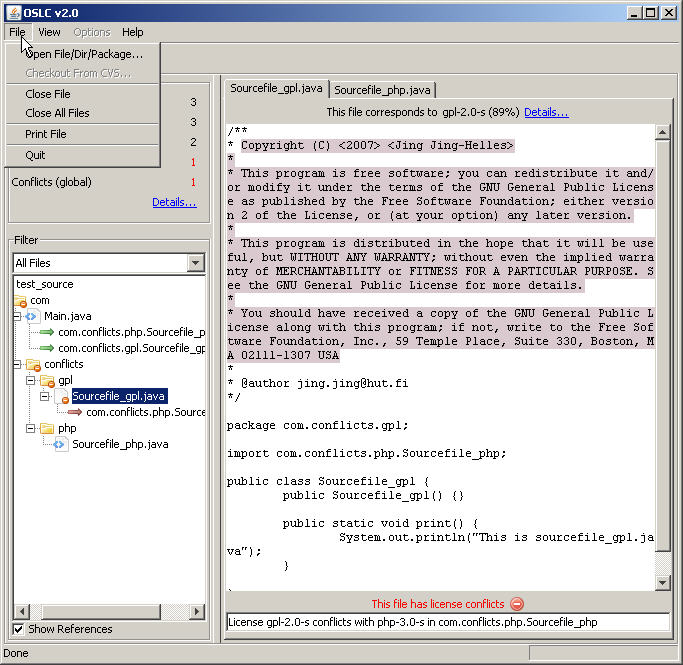 OSLC v2.0
File View Options Help
Open File/Dir/Package...
Checkout From CVS...
Close File
Close All Files
Print File
Quit
3
3
2
1
Conflicts (global) 1
Details...
Filter
All Files
test_source
com
Main.java
com.conflicts.php.Sourcefile_p
com.conflicts.gpl.Sourcefile_gp
conflicts
gpl
Sourcefile_gpl.java
com.conflicts.php.Source
php
Sourcefile_php.java
Show References
Sourcefile_gpl.java Sourcefile_php.java
This file corresponds to gpl-2.0-s (89%) Details...
/**
* Copyright (C) <2007> <Jing Jing-Helles>
*
* This program is free software; you can redistribute it and/
or modify it under the terms of the GNU General Public Licens
e as published by the Free Software Foundation; either versio
n 2 of the License, or (at your option) any later version.
*
* This program is distributed in the hope that it will be use
ful, but WITHOUT ANY WARRANTY; without even the implied warra
nty of MERCHANTABILITY or FITNESS FOR A PARTICULAR PURPOSE. S
ee the GNU General Public License for more details.
*
* You should have received a copy of the GNU General Public L
icense along with this program; if not, write to the Free Sof
tware Foundation, Inc., 59 Temple Place, Suite 330, Boston, M
A 02111-1307 USA
*
* @author jing.jing@hut.fi
*/
package com.conflicts.gpl;
import com.conflicts.php.Sourcefile_php;
public class Sourcefile_gpl {
public Sourcefile_gpl() {}
public static void print() {
System.out.println("This is sourcefile_gpl.ja
va");
}
This file has license conflicts
License gpl-2.0-s conflicts with php-3.0-s in com.conflicts.php.Sourcefile_php
Done